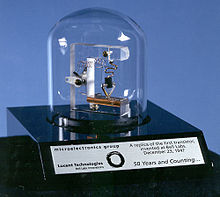 microelectronics group
Lucent Technologies
Bell Labs Innovations
A replica of the first transistor,
invented at Bell Labs,
December 23, 1947
50 Years and Counting...